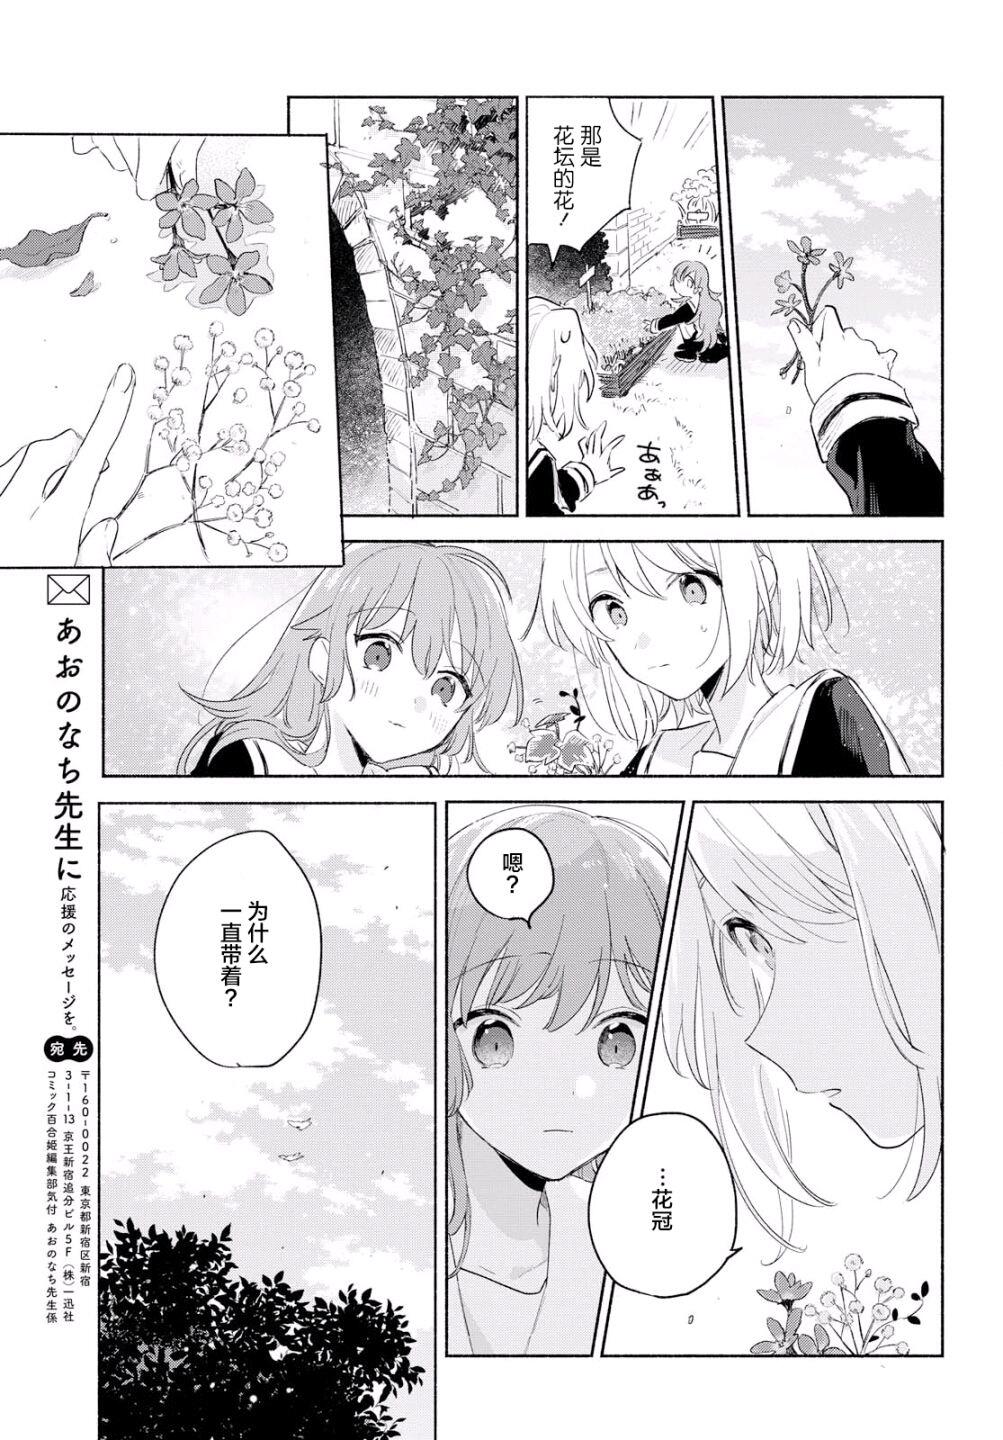 那是
花坛的花!
あぁあっ
…花冠
嗯？
为什么
一直带着？
あおのなち先生に
応援のメッセージを。
宛先
〒160-0022 東京都新宿区新宿
3-1-13 京王新宿追分ビル5F （株）一迅社
コミック百合姫編集部気付 あおのなち先生係